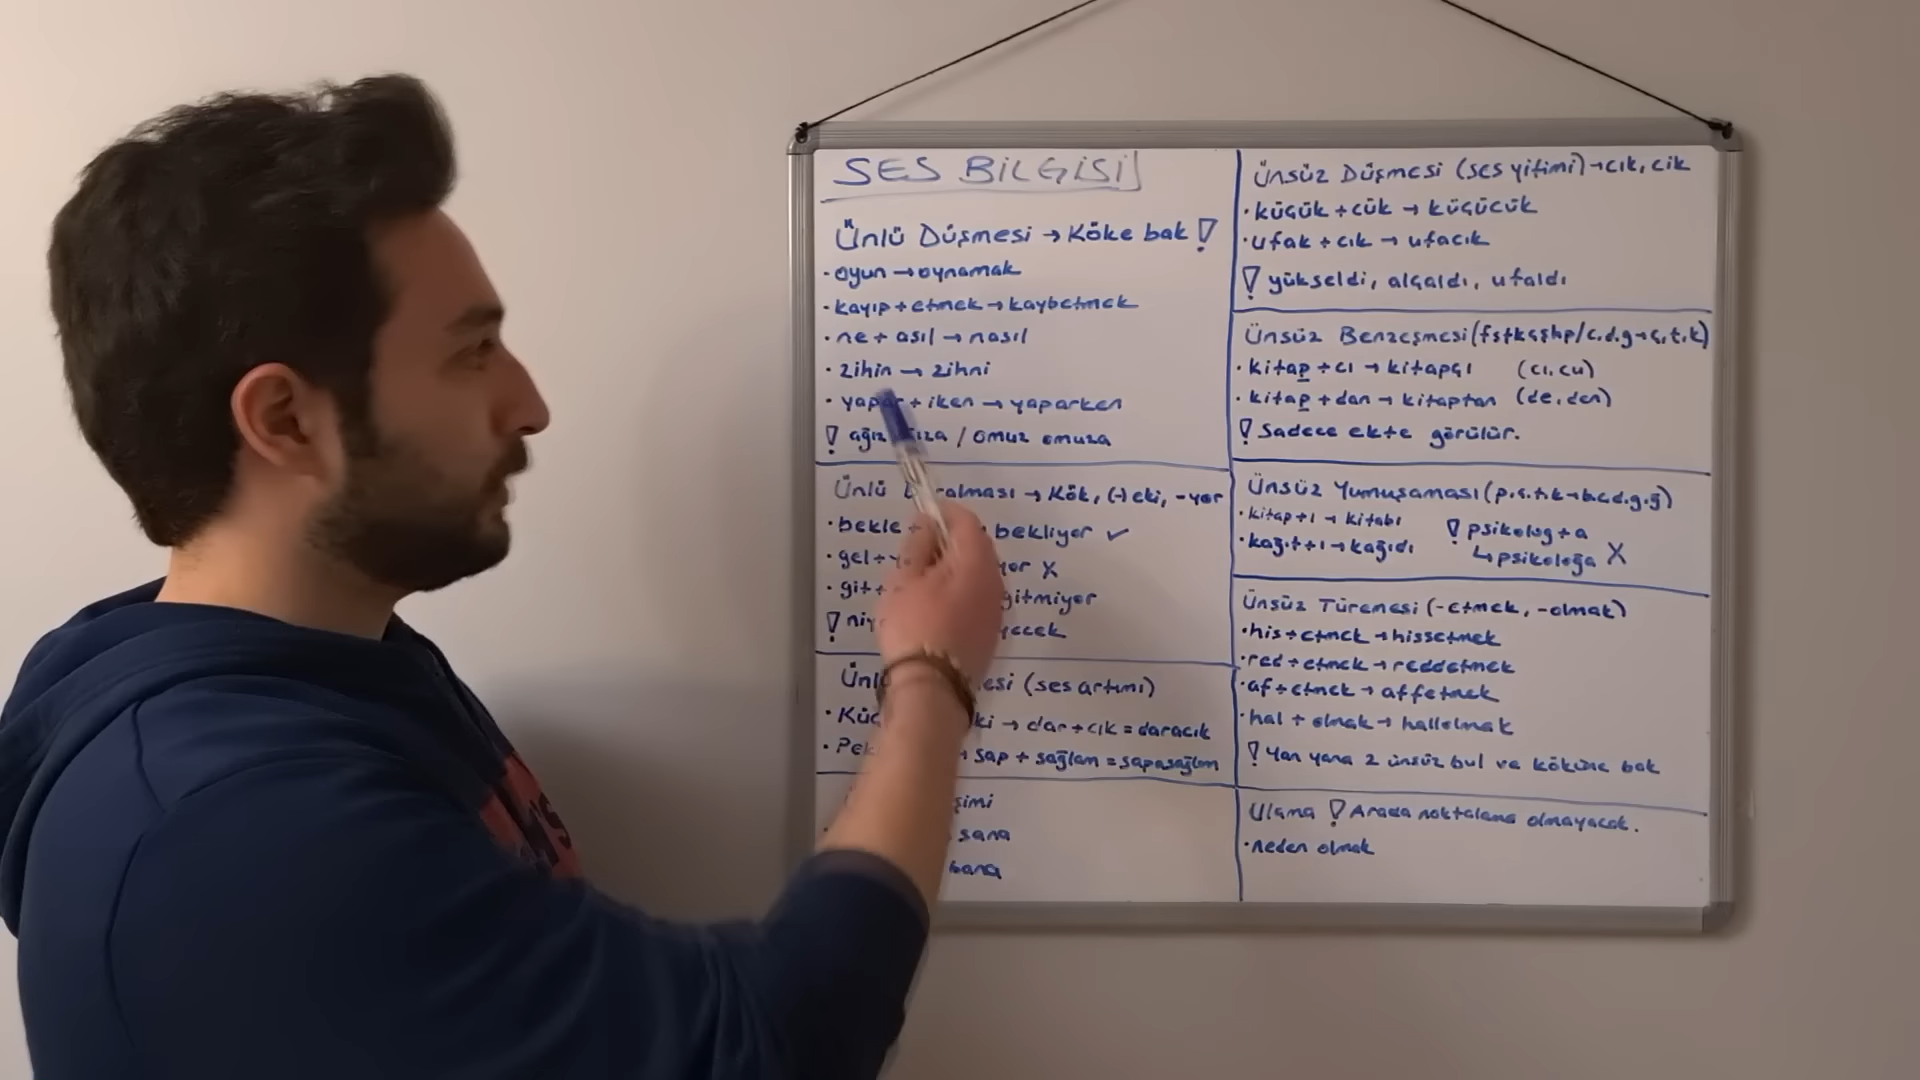 SES BİLGİSİ
Ünlü Düşmesi → Köke bak !
• oyun → oynamak
• kayıp + etmek → kaybetmek
• ne + asıl → nasıl
• zihin → zihni
• yapar + iken → yaparken
! ağız / omuz omuza
Ünlü → Kök, (-) eki, -yor
• bekle + bekliyor ✓
• gel + yor X
• git + gitmiyor
!
Ünlü (ses artımı)
• dar + cık = daracık
• sap + sağlam = sapasağlam
sana
bana
Ünsüz Düşmesi (ses yitimi) → cık, cik
• küçük + cük → küçücük
• ufak + cık → ufacık
! yükseldi, alçaldı, ufaldı
Ünsüz Benzeşmesi (fstkçşhp/c.d.g→ç.t.k)
• kitap + cı → kitapçı (cı, cu)
• kitap + dan → kitaptan (de, den)
! Sadece ekte görülür.
Ünsüz Yumuşaması (p.ç.t.k→b.c.d.g.ğ)
• kitap + ı → kitabı
• kağıt + ı → kağıdı
! psikolog + a
↳ psikoloğa X
Ünsüz Türemesi (-etmek, -olmak)
• his + etmek → hissetmek
• red + etmek → reddetmek
• af + etmek → affetmek
• hal + olmak → hallolmak
! Yan yana 2 ünsüz bul ve köküne bak
Ulama ! Arada noktalama olmayacak.
• neden olmak